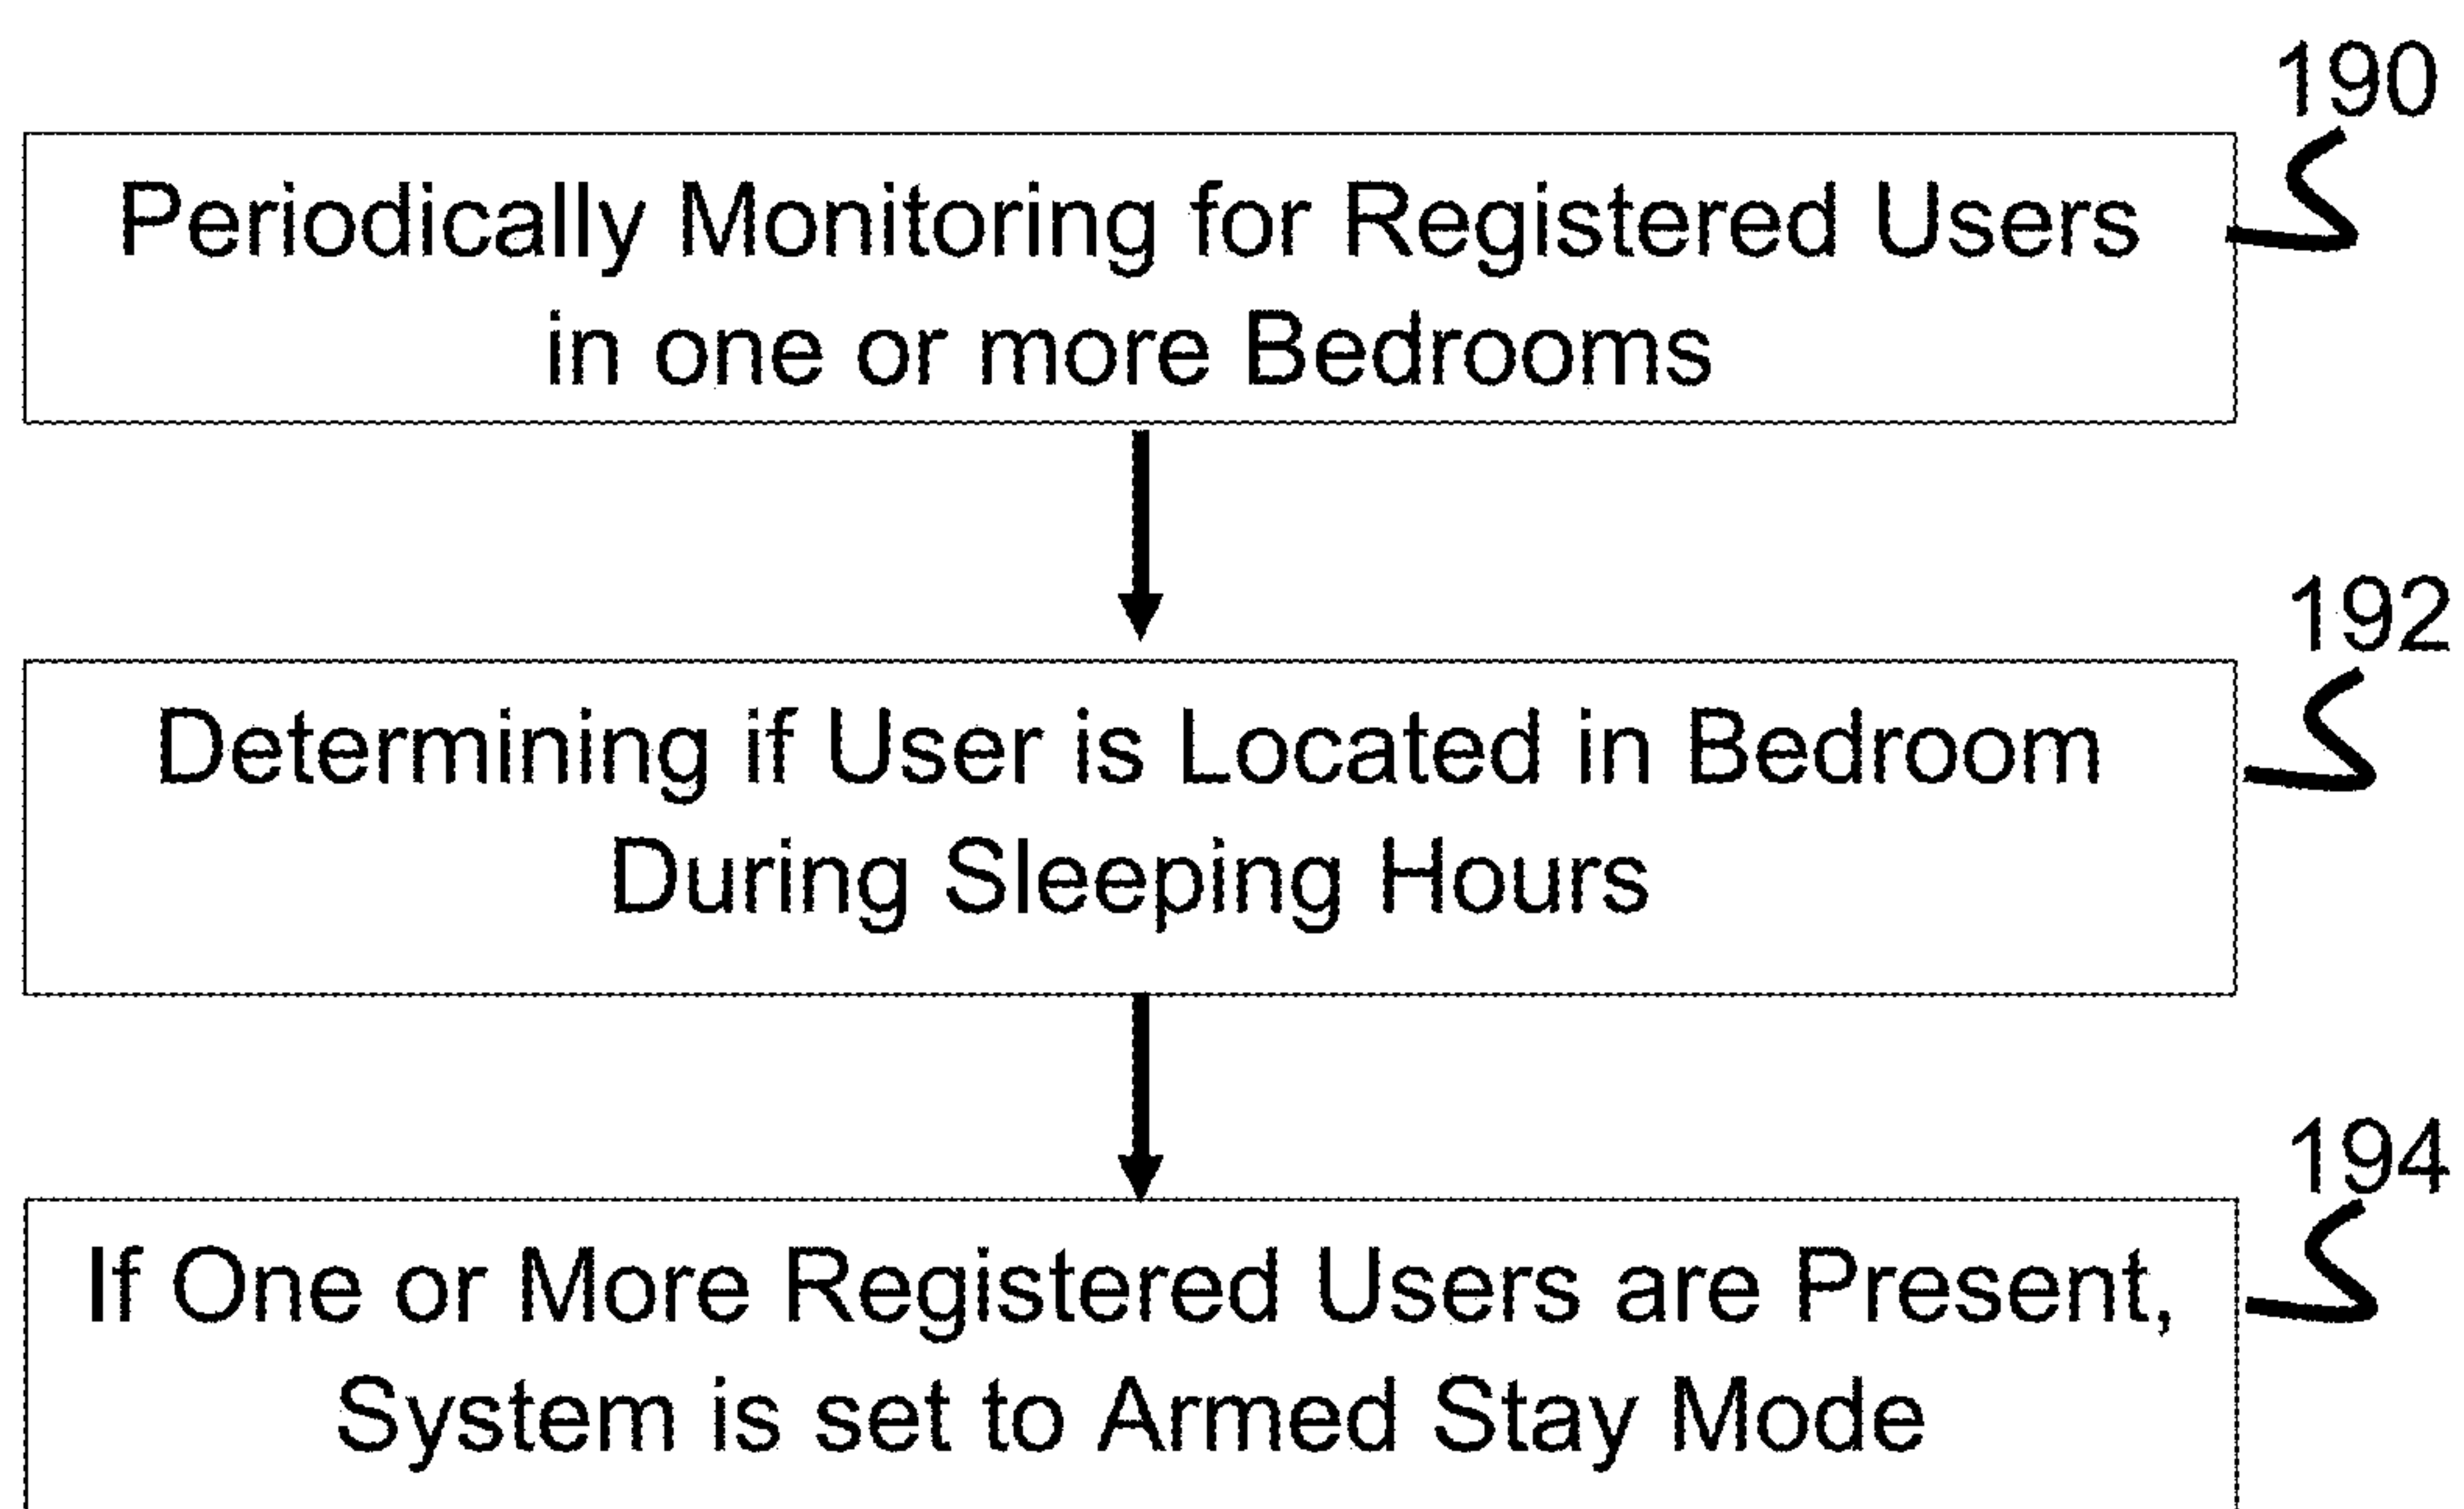 190
Periodically Monitoring for Registered Users
in one or more Bedrooms
192
Determining if User is Located in Bedroom
During Sleeping Hours
194
If One or More Registered Users are Present,
System is set to Armed Stay Mode